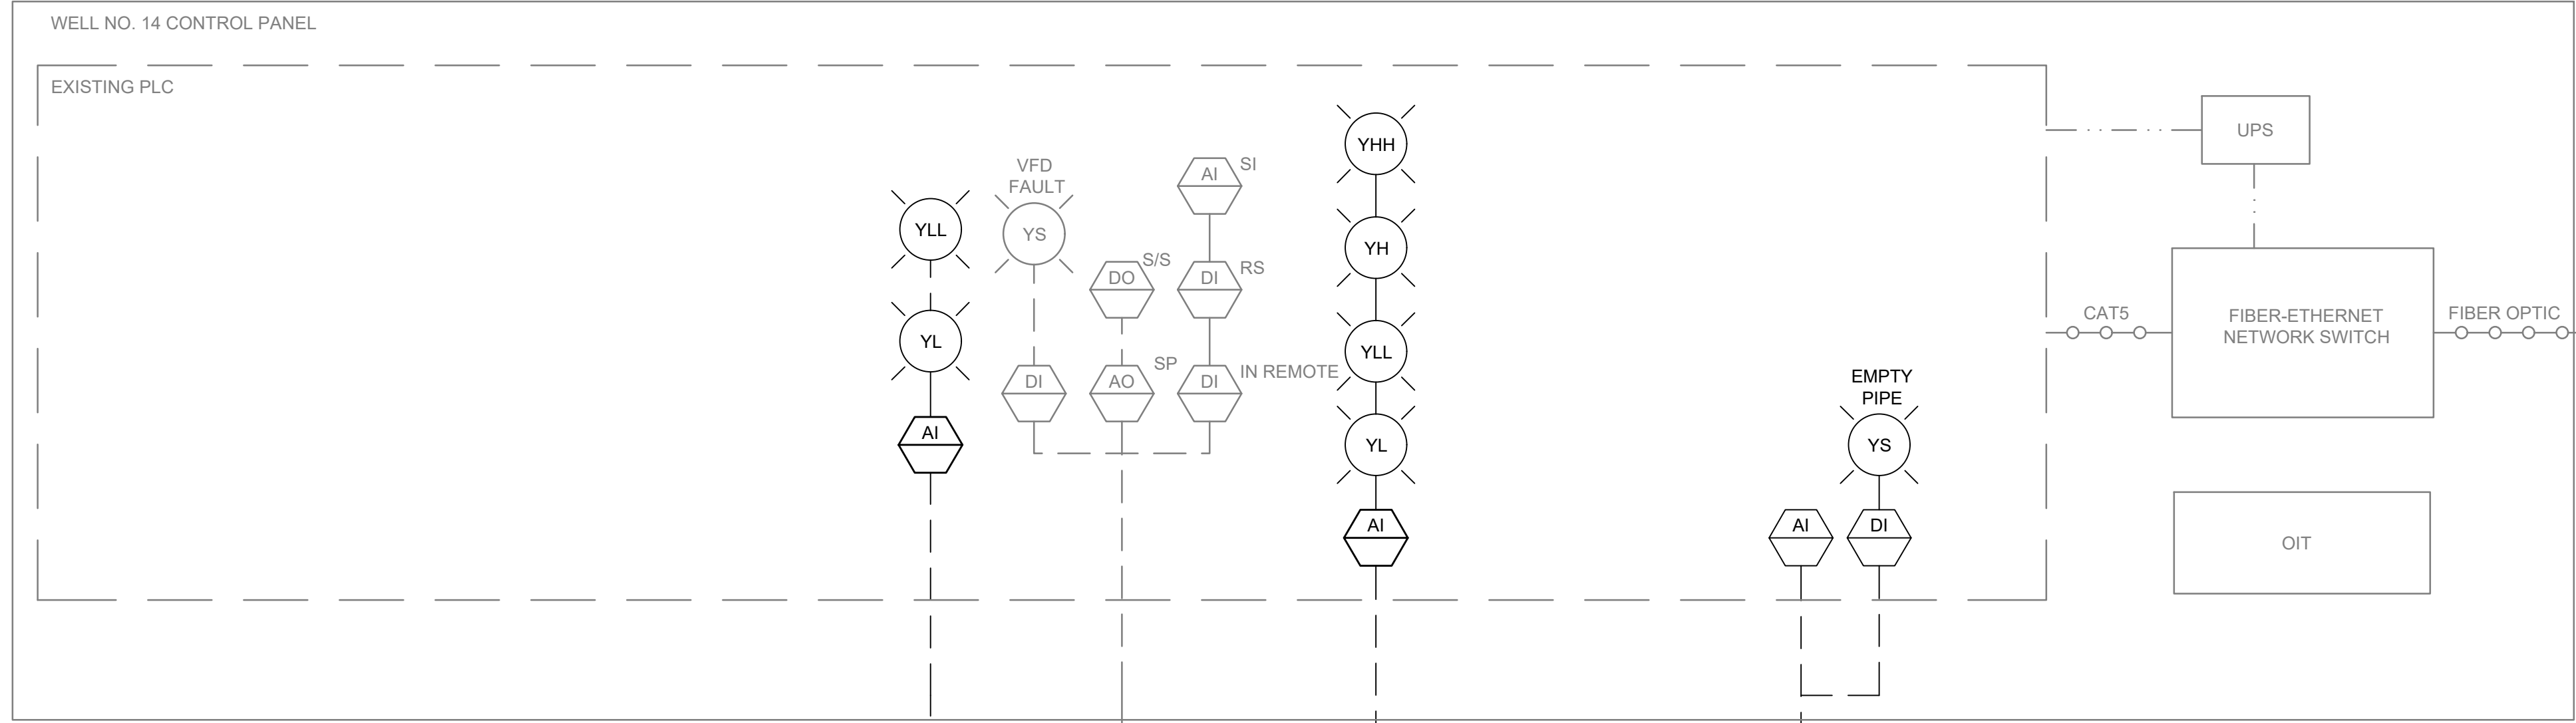 WELL NO. 14 CONTROL PANEL
EXISTING PLC
YLL
YL
AI
VFD
FAULT
YS
DI
S/S
DO
SP
AO
SI
AI
RS
DI
IN REMOTE
DI
YHH
YH
YLL
YL
AI
AI
EMPTY
PIPE
YS
DI
UPS
CAT5
FIBER-ETHERNET
NETWORK SWITCH
FIBER OPTIC
OIT